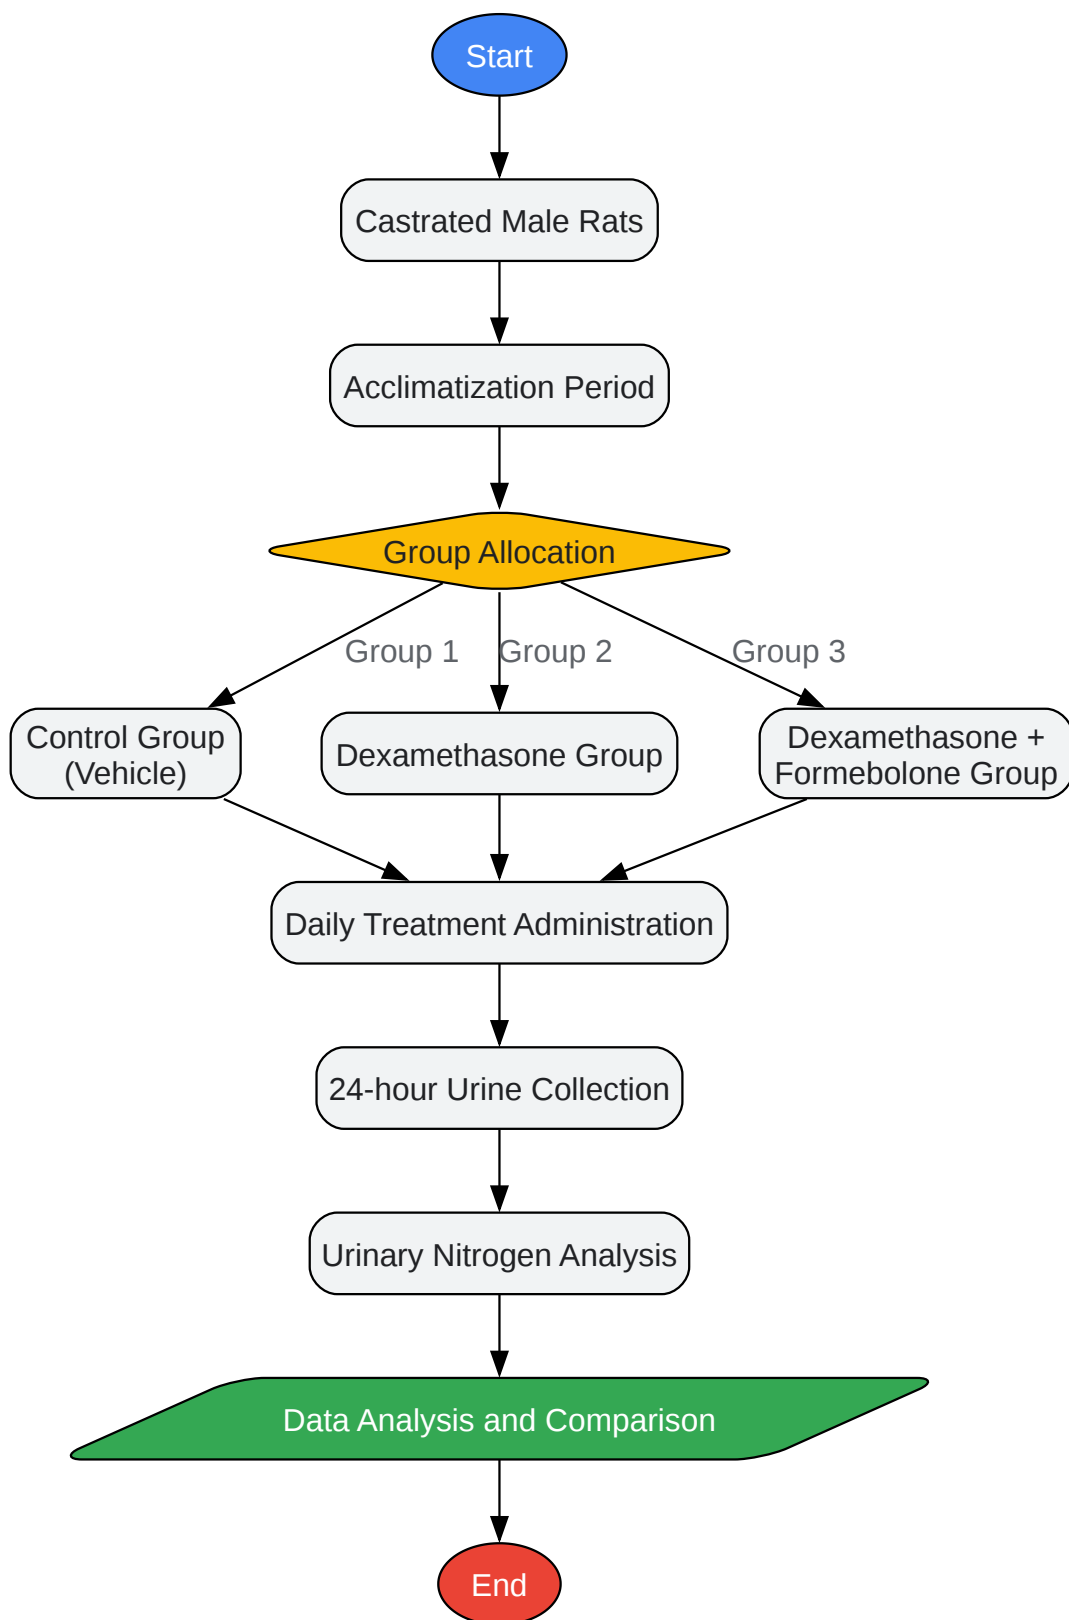 Start
Castrated Male Rats
Acclimatization Period
Group Allocation
Group 1
Group 2
Group 3
Control Group
(Vehicle)
Dexamethasone Group
Dexamethasone +
Formebolone Group
Daily Treatment Administration
24-hour Urine Collection
Urinary Nitrogen Analysis
Data Analysis and Comparison
End